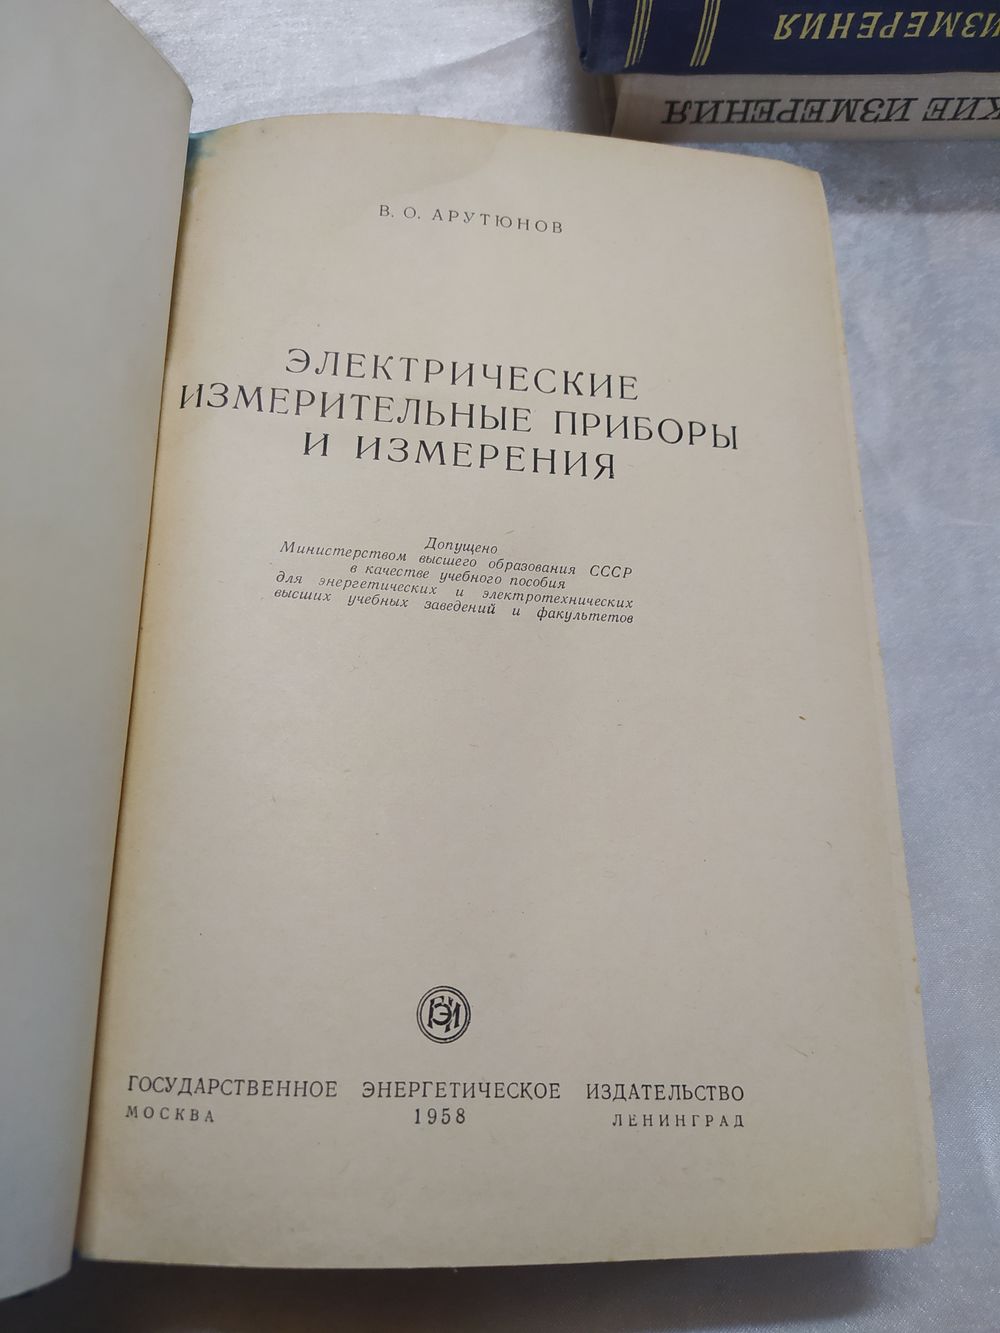 ИЗМЕРЕНИЯ
КИЕ ИЗМЕРЕНИЯ
В. О. АРУТЮНОВ
ЭЛЕКТРИЧЕСКИЕ
ИЗМЕРИТЕЛЬНЫЕ ПРИБОРЫ
И ИЗМЕРЕНИЯ
Допущено
Министерством высшего образования СССР
в качестве учебного пособия
для энергетических и электротехнических
высших учебных заведений и факультетов
ГЭИ
ГОСУДАРСТВЕННОЕ ЭНЕРГЕТИЧЕСКОЕ ИЗДАТЕЛЬСТВО
МОСКВА 1958 ЛЕНИНГРАД